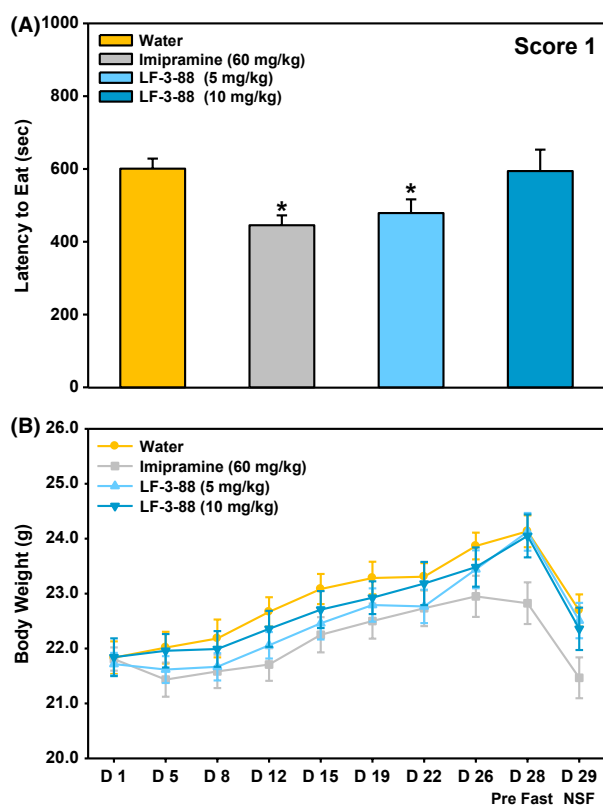 (A)
1000
800
600
400
200
0
Latency to Eat (sec)
Water
Imipramine (60 mg/kg)
LF-3-88 (5 mg/kg)
LF-3-88 (10 mg/kg)
Score 1
*
*
(B)
26.0
25.0
24.0
23.0
22.0
21.0
20.0
Body Weight (g)
Water
Imipramine (60 mg/kg)
LF-3-88 (5 mg/kg)
LF-3-88 (10 mg/kg)
D 1 D 5 D 8 D 12 D 15 D 19 D 22 D 26 D 28 D 29
Pre Fast NSF